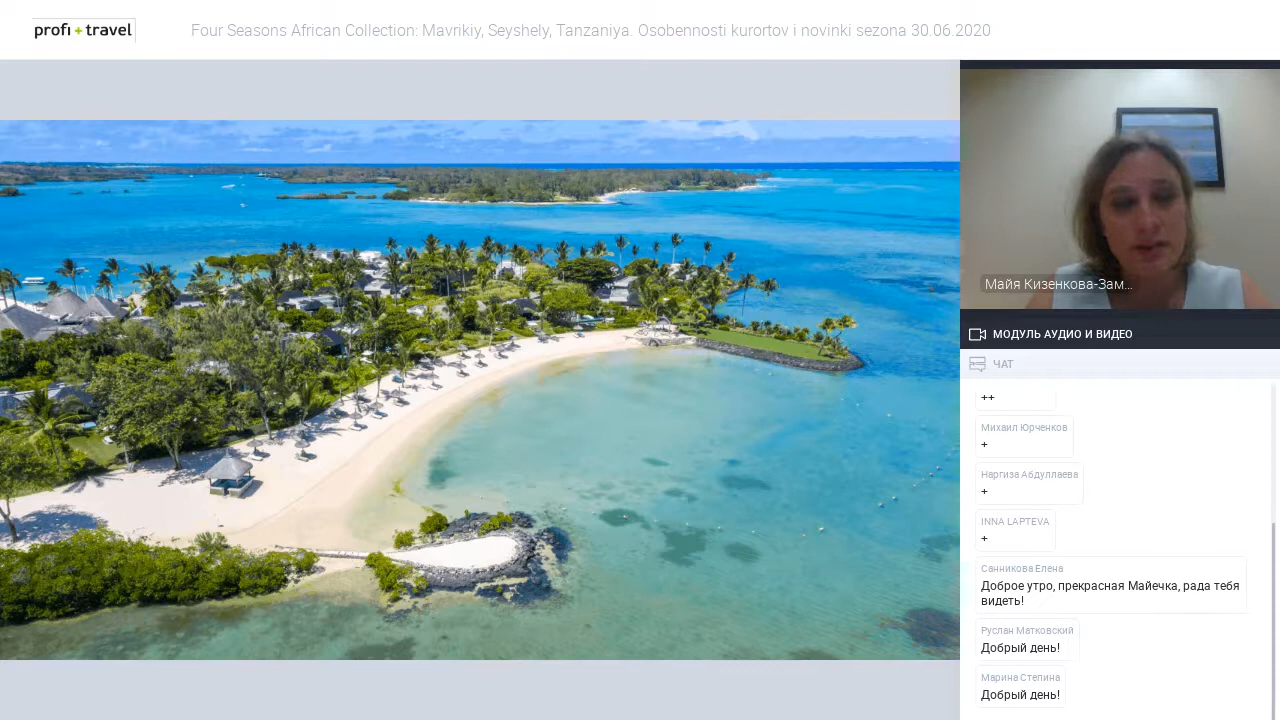 profi + travel
Four Seasons African Collection: Mavrikiy, Seyshely, Tanzaniya. Osobennosti kurortov i novinki sezona 30.06.2020
Майя Кизенкова-Зам...
МОДУЛЬ АУДИО И ВИДЕО
ЧАТ
++
Михаил Юрченков
+
Наргиза Абдуллаева
+
INNA LAPTEVA
+
Санникова Елена
Доброе утро, прекрасная Майечка, рада тебя
видеть!
Руслан Матковский
Добрый день!
Марина Степина
Добрый день!